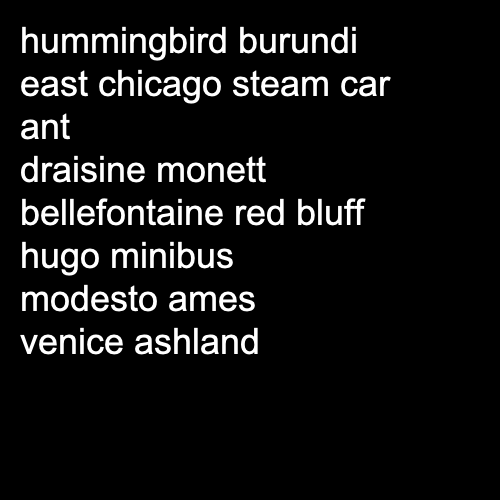 hummingbird burundi
east chicago steam car
ant
draisine monett
bellefontaine red bluff
hugo minibus
modesto ames
venice ashland